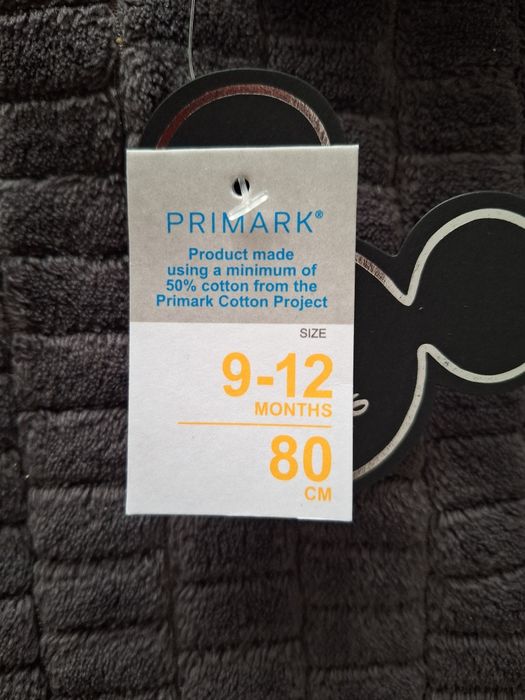 PRIMARK®
Product made
using a minimum of
50% cotton from the
Primark Cotton Project
SIZE
9-12
MONTHS
80
CM